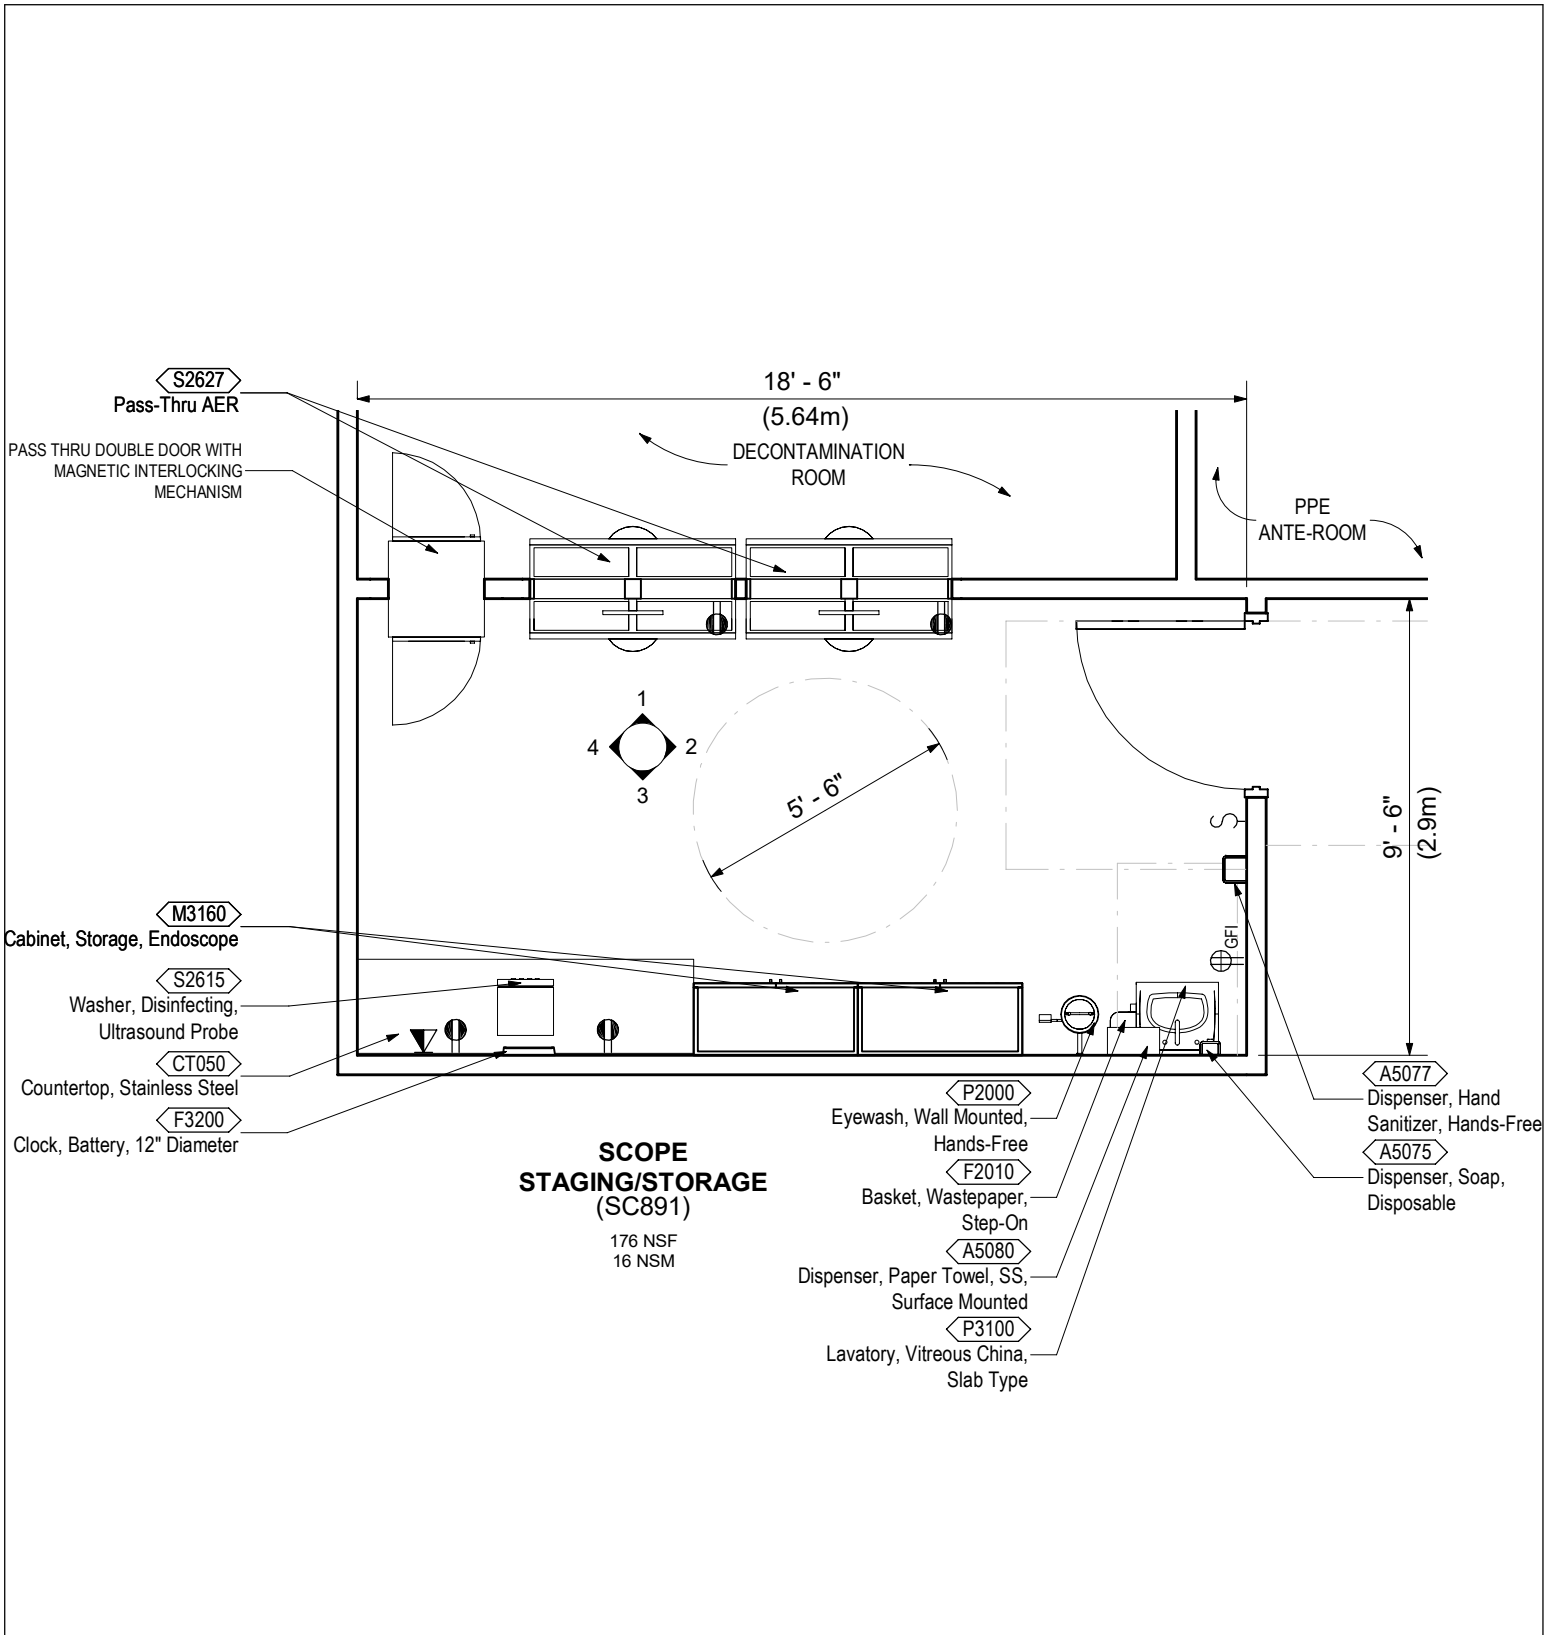 S2627
Pass-Thru AER
PASS THRU DOUBLE DOOR WITH
MAGNETIC INTERLOCKING
MECHANISM
18' - 6"
(5.64m)
DECONTAMINATION
ROOM
PPE
ANTE-ROOM
1
4
2
3
5' - 6"
S
9' - 6"
(2.9m)
GFI
M3160
Cabinet, Storage, Endoscope
S2615
Washer, Disinfecting,
Ultrasound Probe
CT050
Countertop, Stainless Steel
F3200
Clock, Battery, 12" Diameter
SCOPE
STAGING/STORAGE
(SC891)
176 NSF
16 NSM
P2000
Eyewash, Wall Mounted,
Hands-Free
F2010
Basket, Wastepaper,
Step-On
A5080
Dispenser, Paper Towel, SS,
Surface Mounted
P3100
Lavatory, Vitreous China,
Slab Type
A5077
Dispenser, Hand
Sanitizer, Hands-Free
A5075
Dispenser, Soap,
Disposable